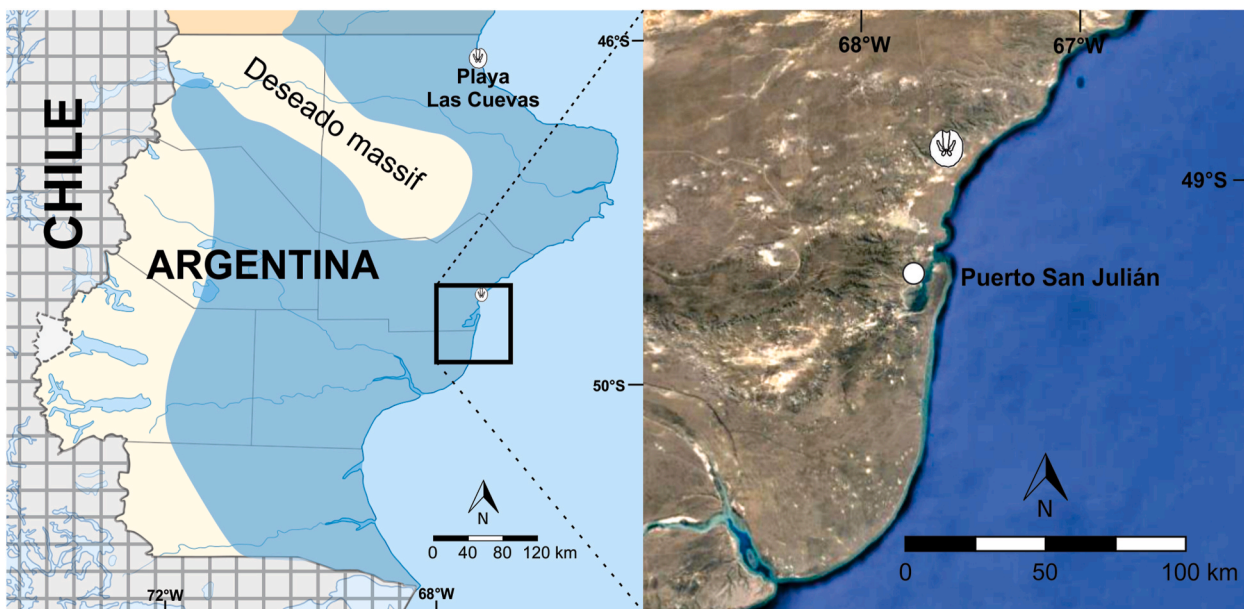 CHILE
ARGENTINA
Deseado massif
Playa
Las Cuevas
46°S
50°S
72°W
68°W
N
0 40 80 120 km
68°W
67°W
49°S
Puerto San Julián
N
0 50 100 km